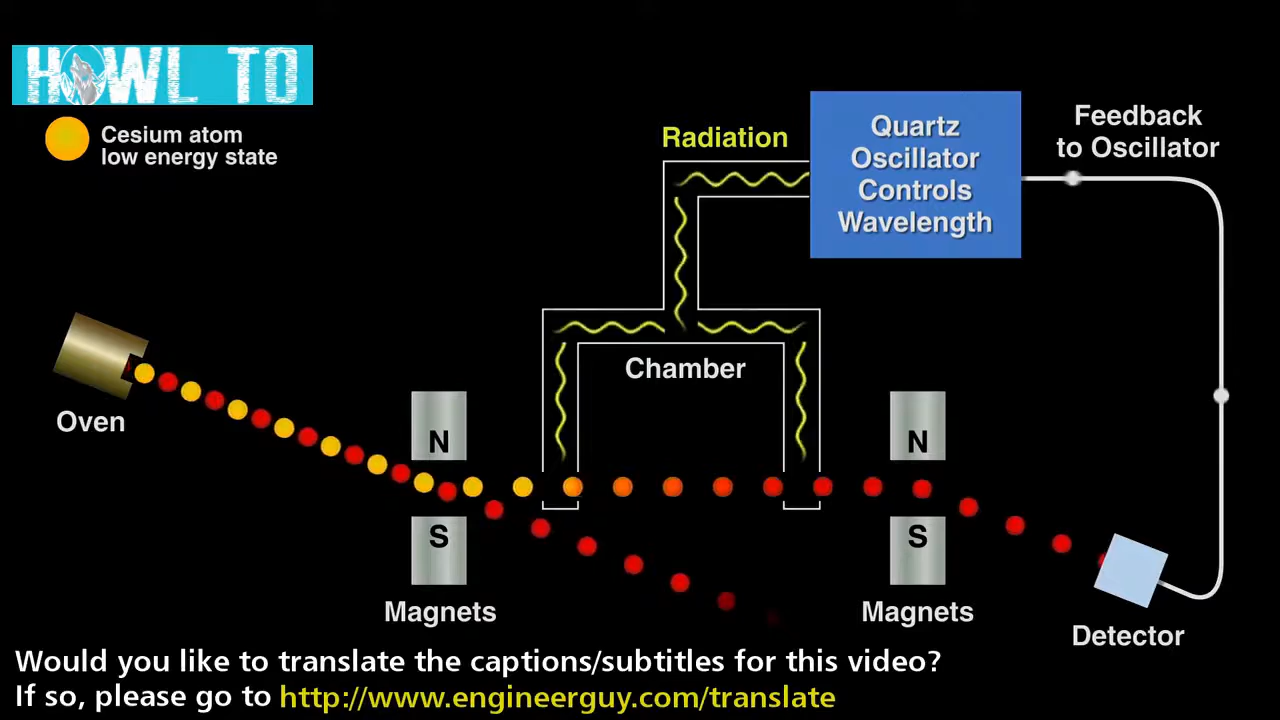 HOWL TO
Cesium atom
low energy state
Radiation
Quartz
Oscillator
Controls
Wavelength
Feedback
to Oscillator
Chamber
Oven
N
N
S
S
Magnets
Magnets
Detector
Would you like to translate the captions/subtitles for this video?
If so, please go to http://www.engineerguy.com/translate